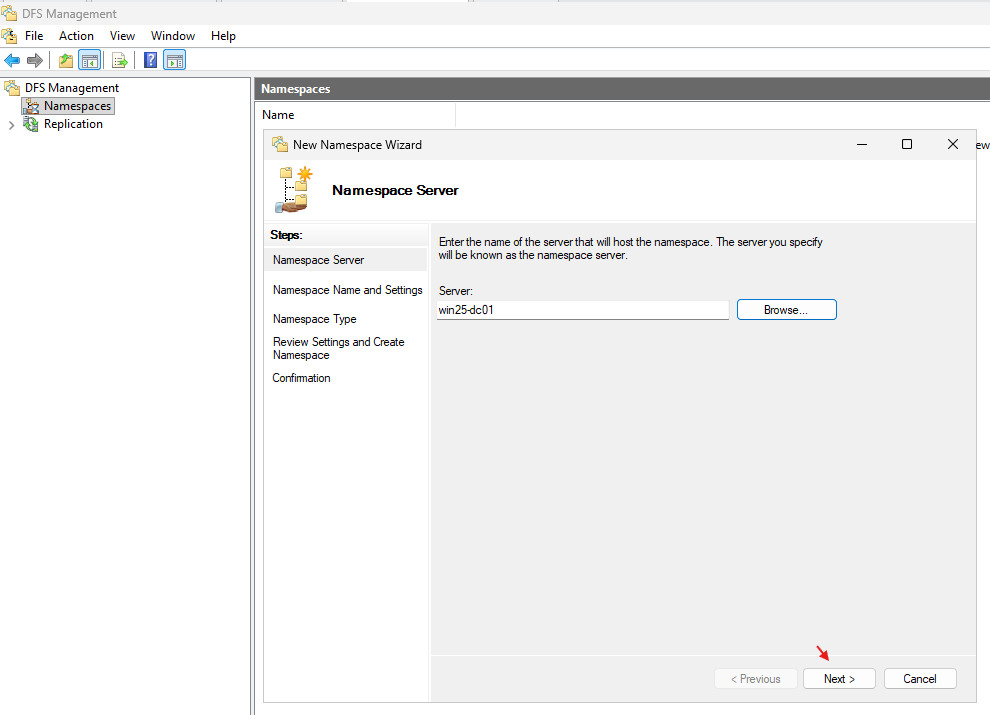 DFS Management
File Action View Window Help
DFS Management
Namespaces
Replication
Namespaces
Name
New Namespace Wizard
Namespace Server
Steps:
Namespace Server
Namespace Name and Settings
Namespace Type
Review Settings and Create
Namespace
Confirmation
Enter the name of the server that will host the namespace. The server you specify
will be known as the namespace server.
Server:
win25-dc01
Browse...
< Previous
Next >
Cancel